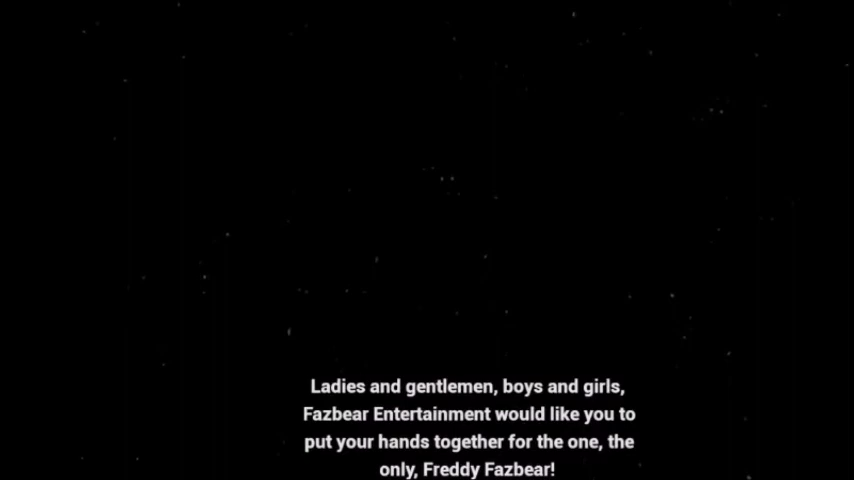 Ladies and gentlemen, boys and girls,
Fazbear Entertainment would like you to
put your hands together for the one, the
only, Freddy Fazbear!